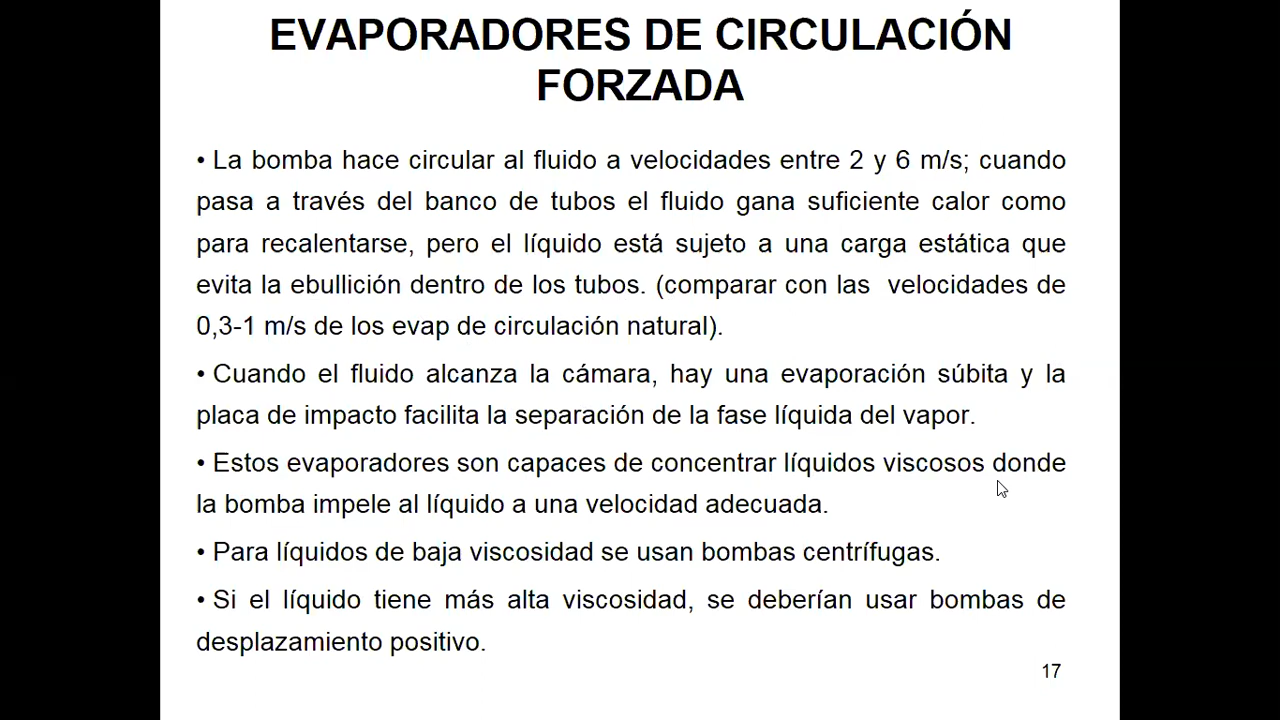 EVAPORADORES DE CIRCULACIÓN
FORZADA
• La bomba hace circular al fluido a velocidades entre 2 y 6 m/s; cuando
pasa a través del banco de tubos el fluido gana suficiente calor como
para recalentarse, pero el líquido está sujeto a una carga estática que
evita la ebullición dentro de los tubos. (comparar con las  velocidades de
0,3-1 m/s de los evap de circulación natural).
• Cuando el fluido alcanza la cámara, hay una evaporación súbita y la
placa de impacto facilita la separación de la fase líquida del vapor.
• Estos evaporadores son capaces de concentrar líquidos viscosos donde
la bomba impele al líquido a una velocidad adecuada.
• Para líquidos de baja viscosidad se usan bombas centrífugas.
• Si el líquido tiene más alta viscosidad, se deberían usar bombas de
desplazamiento positivo.
17